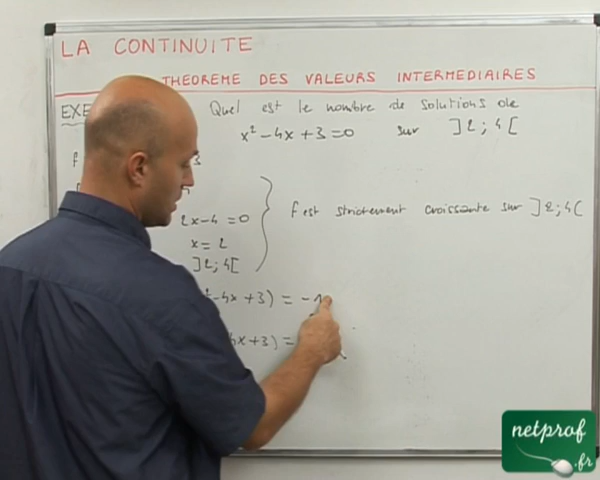 LA CONTINUITE
THEOREME DES VALEURS INTERMEDIAIRES
EXE Quel est le nombre de solutions de
x² - 4x + 3 = 0 sur ]2; 4[
f 3
2x - 4 = 0
x = 2
]2; 4[
f est strictement croissante sur ]2; 4[
- 4x + 3) = -1
x + 3) =
netprof
.fr